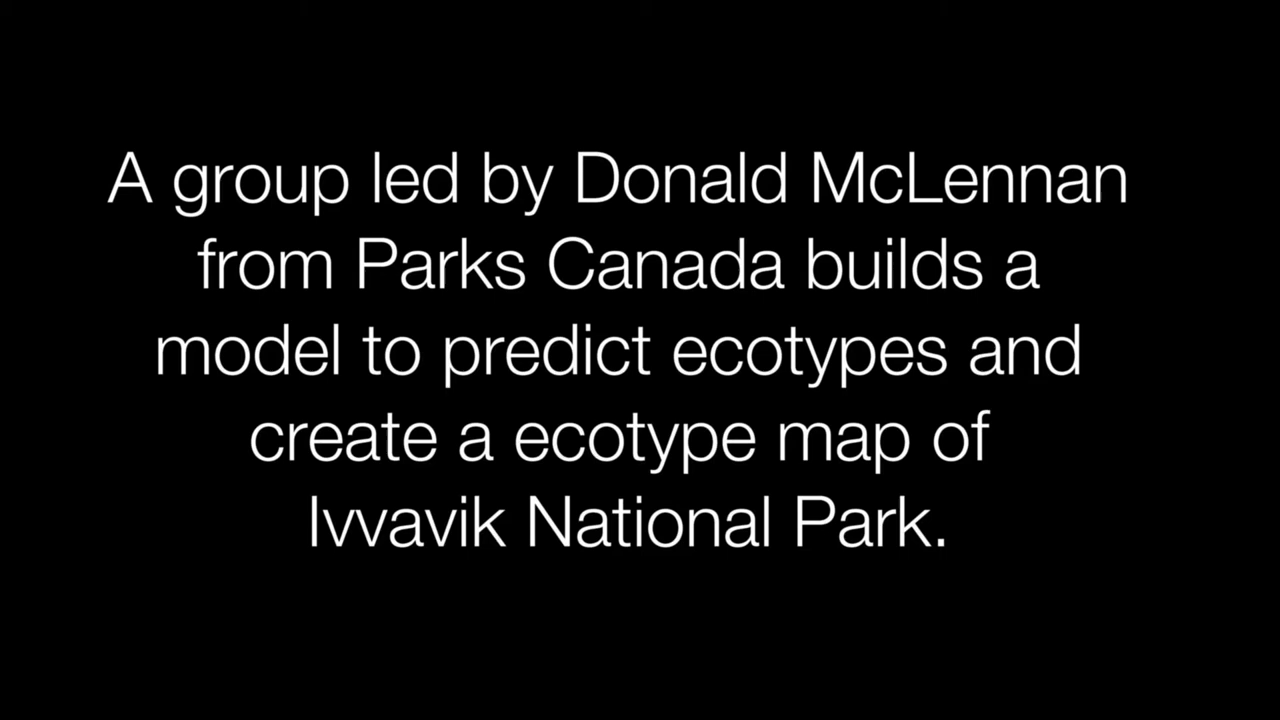 A group led by Donald McLennan
from Parks Canada builds a
model to predict ecotypes and
create a ecotype map of
Ivvavik National Park.